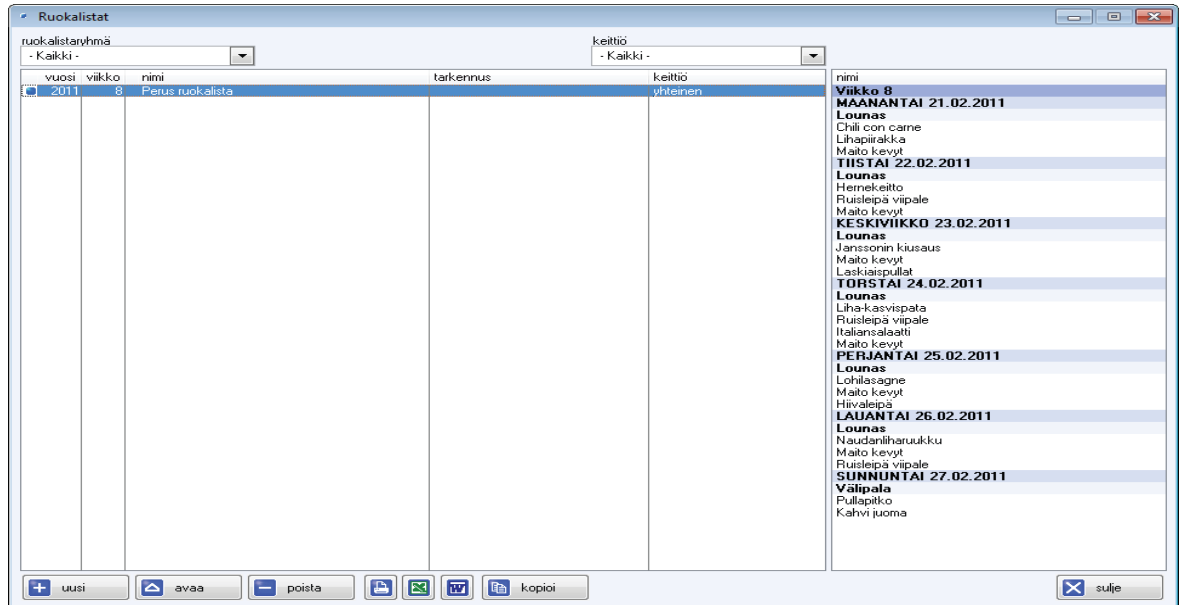 Ruokalistat
ruokalistaryhmä
- Kaikki -
keittiö
- Kaikki -
vuosi viikko nimi tarkennus keittiö
2011 8 Perus ruokalista yhteinen
nimi
Viikko 8
MAANANTAI 21.02.2011
Lounas
Chili con carne
Lihapiirakka
Maito kevyt
TIISTAI 22.02.2011
Lounas
Hernekeitto
Ruisleipä viipale
Maito kevyt
KESKIVIIKKO 23.02.2011
Lounas
Janssonin kiusaus
Maito kevyt
Laskiaispullat
TORSTAI 24.02.2011
Lounas
Liha-kasvispata
Ruisleipä viipale
Italiansalaatti
Maito kevyt
PERJANTAI 25.02.2011
Lounas
Lohilasagne
Maito kevyt
Hiivaleipä
LAUANTAI 26.02.2011
Lounas
Naudanliharuukku
Maito kevyt
Ruisleipä viipale
SUNNUNTAI 27.02.2011
Välipala
Pullapitko
Kahvi juoma
uusi avaa poista kopioi sulje